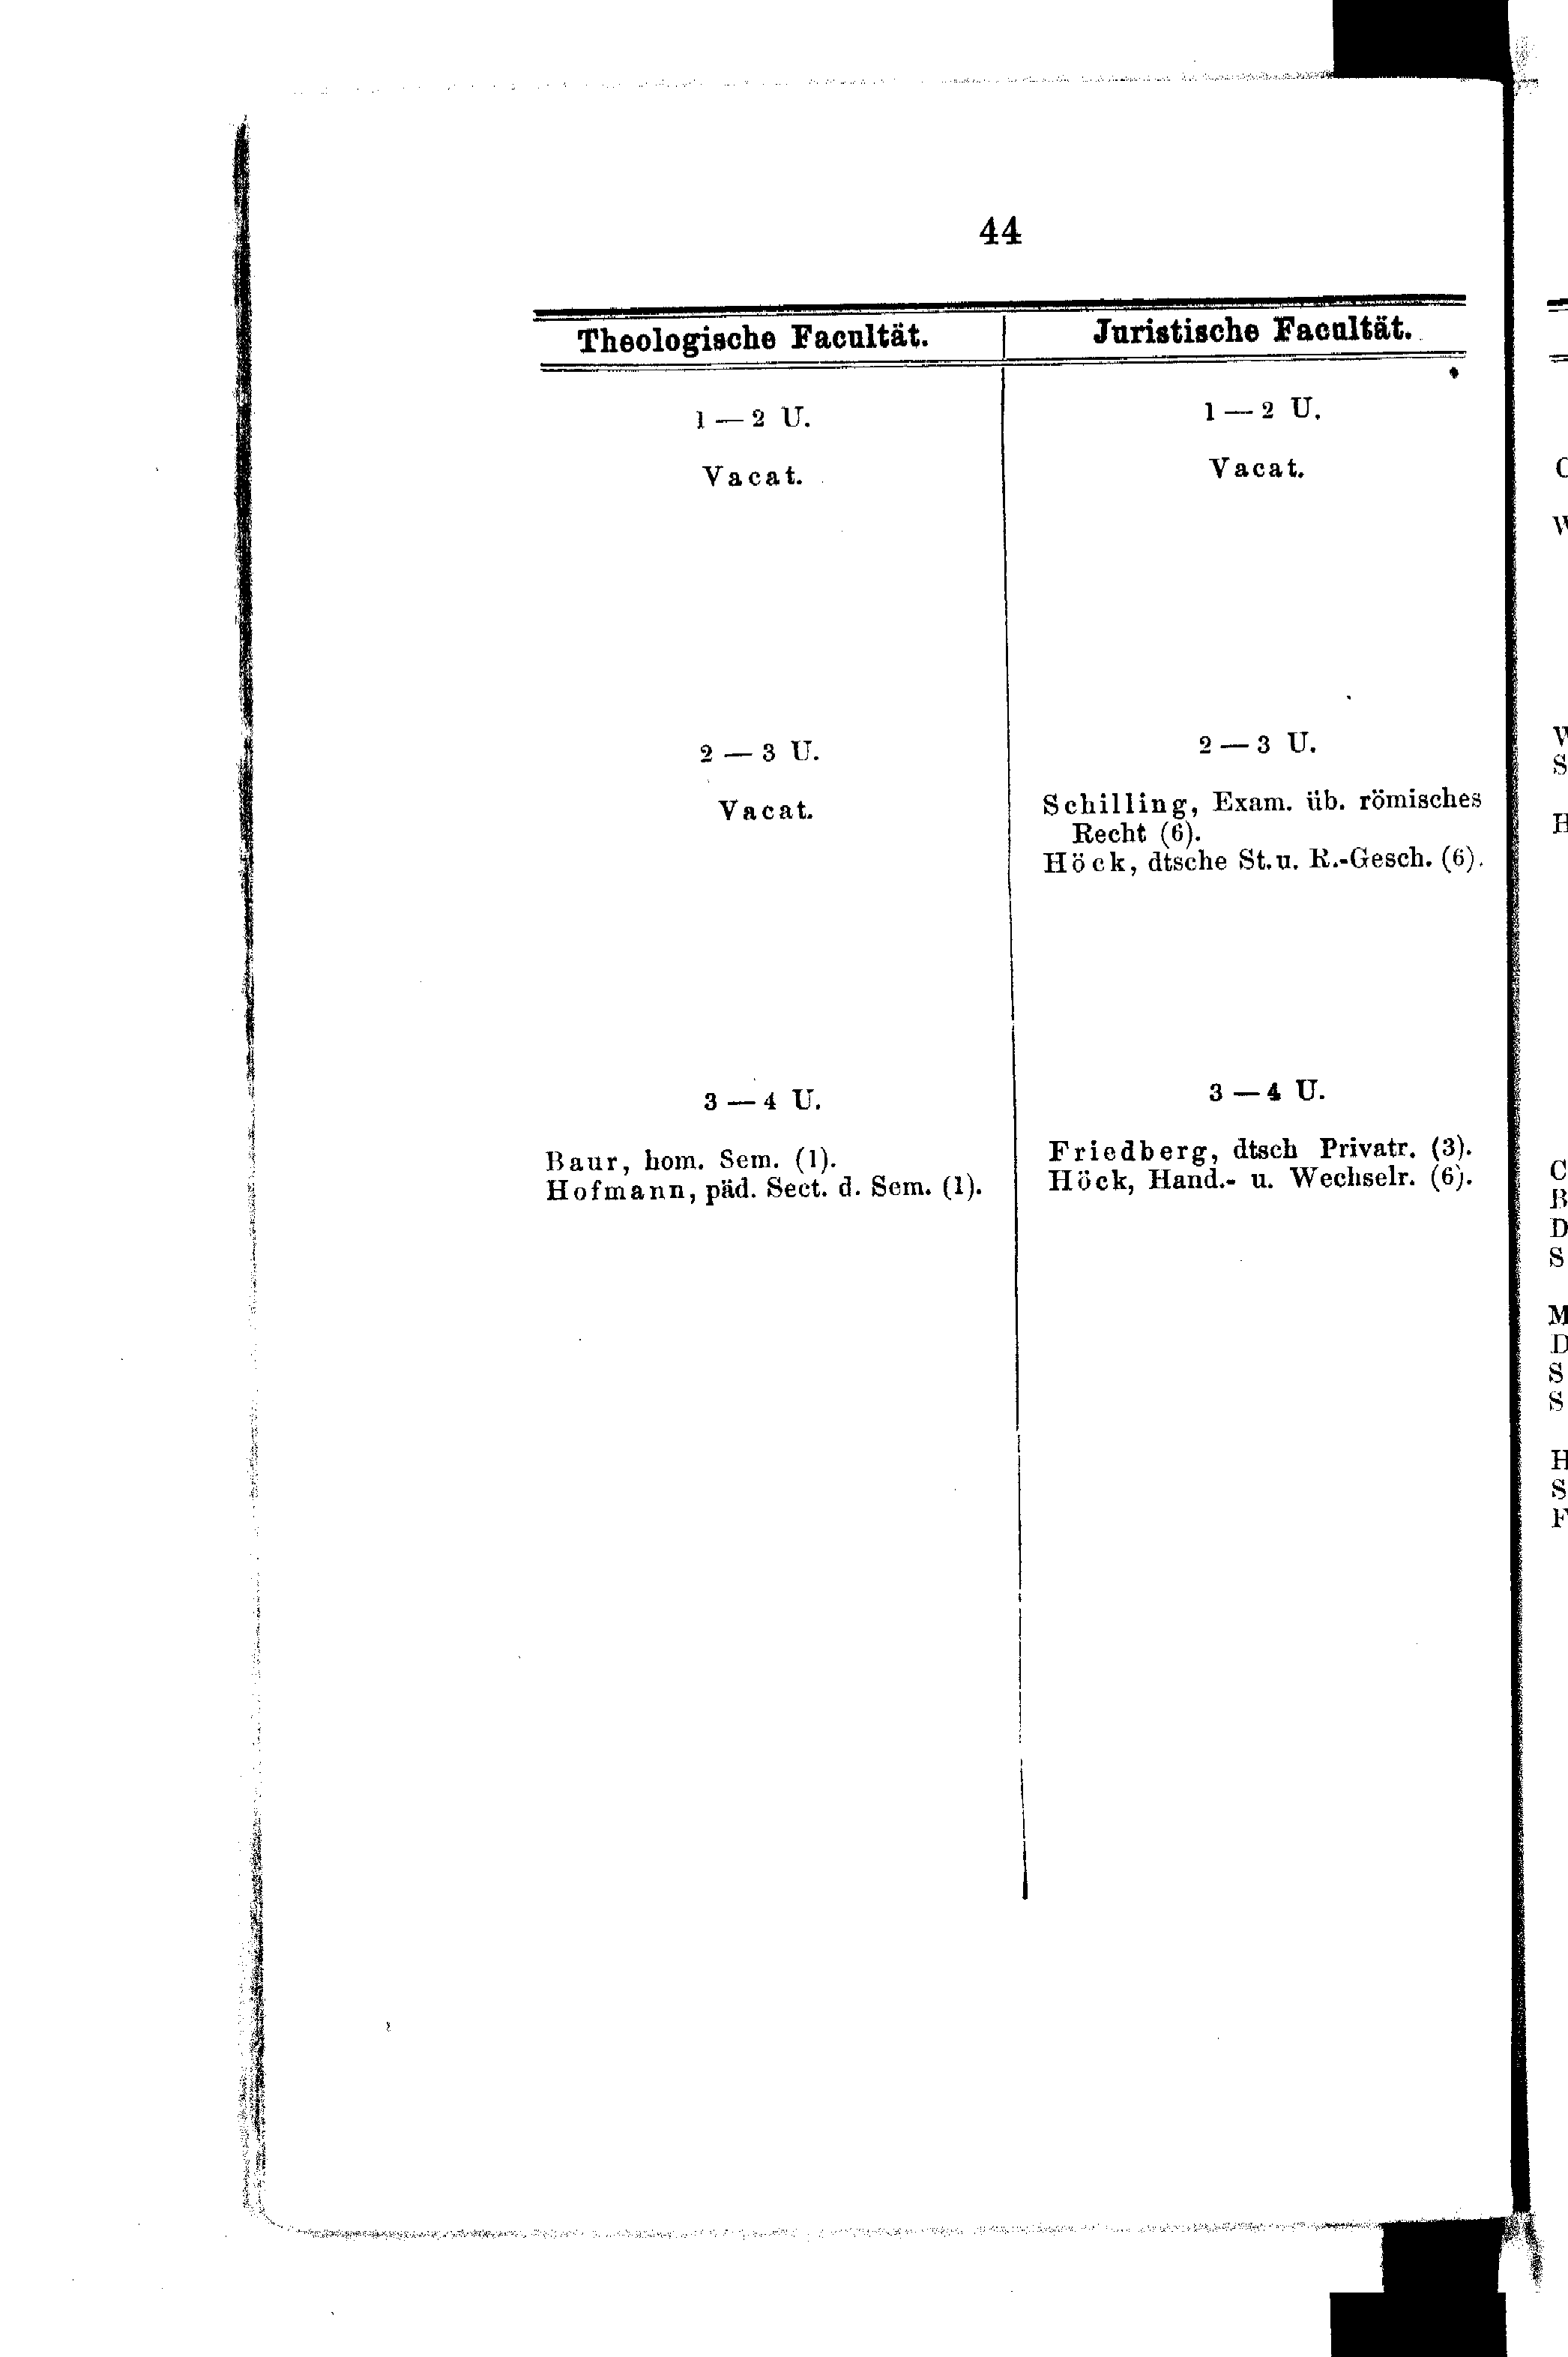 44
Theologische Facultät.
1 — 2 U.
Vacat.
2 — 3 U.
Vacat.
3 — 4 U.
Baur, hom. Sem. (1).
Hofmann, päd. Sect. d. Sem. (1).
Juristische Facultät.
1 — 2 U.
Vacat.
2 — 3 U.
Schilling, Exam. üb. römisches
Recht (6).
Höck, dtsche St. u. R.-Gesch. (6).
3 — 4 U.
Friedberg, dtsch Privatr. (3).
Höck, Hand.- u. Wechselr. (6).